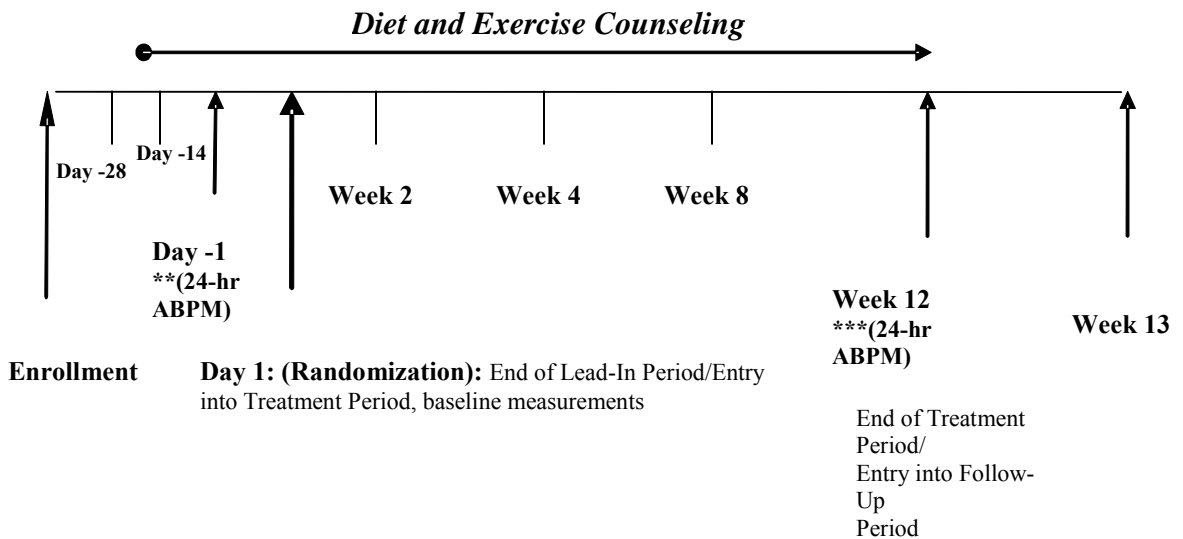 Diet and Exercise Counseling
Day -28
Day -14
Day -1
**(24-hr
ABPM)
Week 2
Week 4
Week 8
Week 12
***(24-hr
ABPM)
Week 13
Enrollment
Day 1: (Randomization): End of Lead-In Period/Entry
into Treatment Period, baseline measurements
End of Treatment
Period/
Entry into Follow-
Up
Period